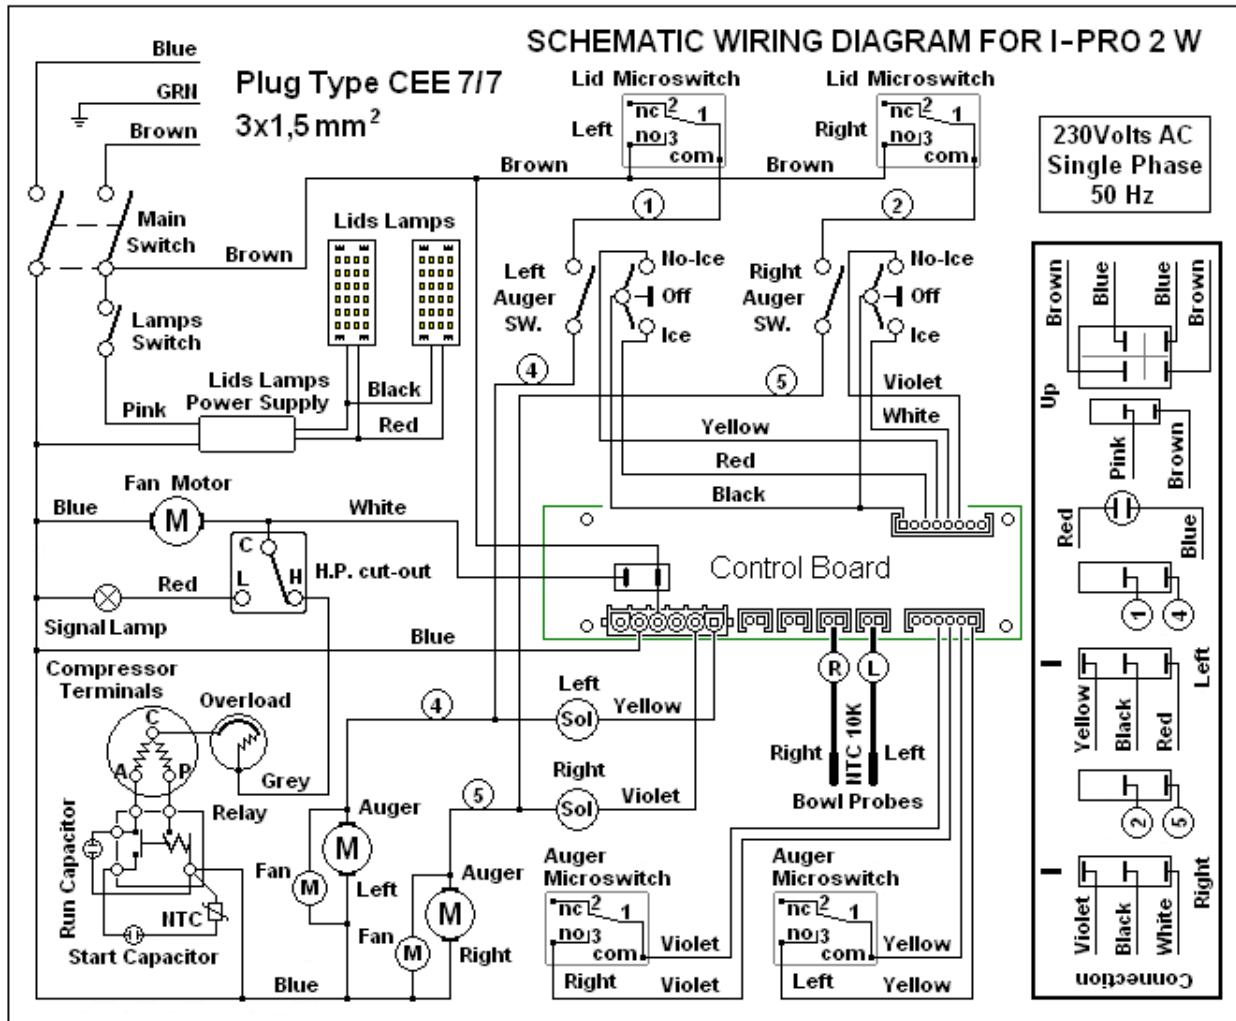 SCHEMATIC WIRING DIAGRAM FOR I-PRO 2 W
Blue
GRN
Brown
Plug Type CEE 7/7
3x1,5 mm²
Lid Microswitch
Left
nc 2
1
no 3
com
Lid Microswitch
Right
nc 2
1
no 3
com
230Volts AC
Single Phase
50 Hz
Brown
Brown
1
2
Main
Switch
Brown
Lids Lamps
Left
Auger
SW.
No-Ice
Off
Ice
Right
Auger
SW.
No-Ice
Off
Ice
Lamps
Switch
4
5
Lids Lamps
Power Supply
Pink
Black
Red
Violet
White
Yellow
Red
Black
Fan Motor
Blue
M
White
C
L
H
H.P. cut-out
Red
Signal Lamp
Control Board
Blue
Compressor
Terminals
C
A
P
Overload
Grey
Relay
Run Capacitor
NTC
Start Capacitor
4
Left
Sol
Yellow
5
Right
Sol
Violet
R
L
Right
NTC 10K
Left
Bowl Probes
Auger
M
Fan
M
Left
Auger
M
Fan
M
Right
Blue
Auger
Microswitch
nc 2
1
no 3
com
Violet
Right
Violet
Auger
Microswitch
nc 2
1
no 3
com
Yellow
Left
Yellow
Brown
Blue
Blue
Brown
Up
Pink
Brown
Red
Blue
1
4
Left
Yellow
Black
Red
2
5
Right
Violet
Black
White
Connection